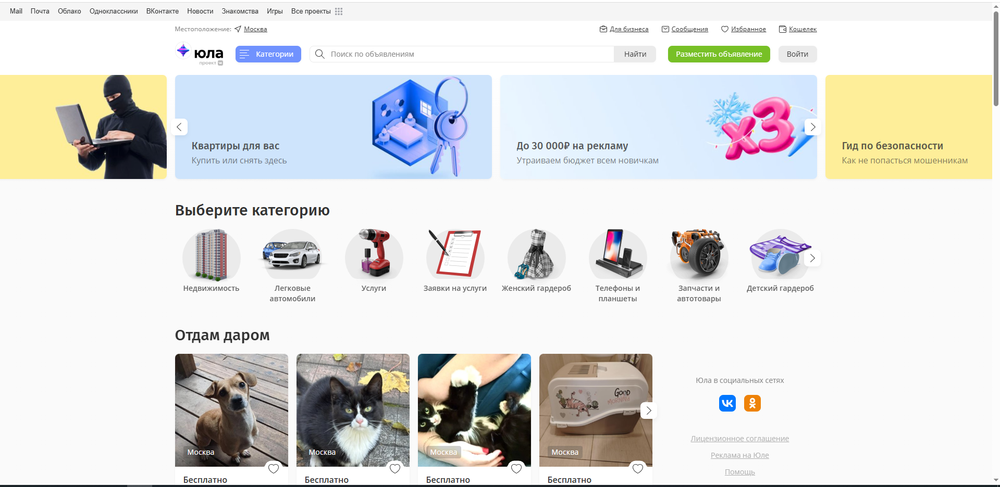 Mail Почта Облако Одноклассники ВКонтакте Новости Знакомства Игры Все проекты
Местоположение: Москва
Для бизнеса Сообщения Избранное Кошелек
юла
проект
Категории
Поиск по объявлениям
Найти
Разместить объявление
Войти
Квартиры для вас
Купить или снять здесь
x3
До 30 000₽ на рекламу
Утраиваем бюджет всем новичкам
Гид по безопасности
Как не попасться мошенникам
Выберите категорию
Недвижимость
Легковые
автомобили
Услуги
Заявки на услуги
Женский гардероб
Телефоны и
планшеты
Запчасти и
автотовары
Детский гардероб
Отдам даром
Москва
Бесплатно
Москва
Бесплатно
Москва
Бесплатно
GOOD
MORNING
Москва
Бесплатно
Юла в социальных сетях
Лицензионное соглашение
Реклама на Юле
Помощь